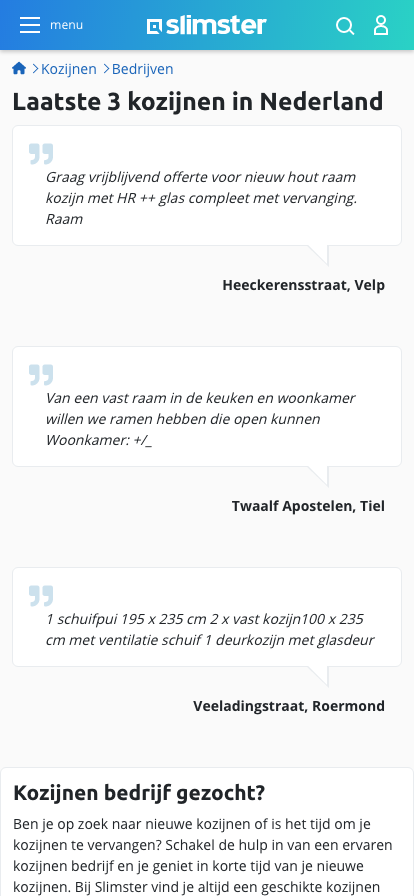 menu
slimster
Kozijnen
Bedrijven
Laatste 3 kozijnen in Nederland
Graag vrijblijvend offerte voor nieuw hout raam
kozijn met HR ++ glas compleet met vervanging.
Raam
Heeckerensstraat, Velp
Van een vast raam in de keuken en woonkamer
willen we ramen hebben die open kunnen
Woonkamer: +/_
Twaalf Apostelen, Tiel
1 schuifpui 195 x 235 cm 2 x vast kozijn100 x 235
cm met ventilatie schuif 1 deurkozijn met glasdeur
Veeladingstraat, Roermond
Kozijnen bedrijf gezocht?
Ben je op zoek naar nieuwe kozijnen of is het tijd om je
kozijnen te vervangen? Schakel de hulp in van een ervaren
kozijnen bedrijf en je geniet in korte tijd van je nieuwe
kozijnen. Bij Slimster vind je altijd een geschikte kozijnen